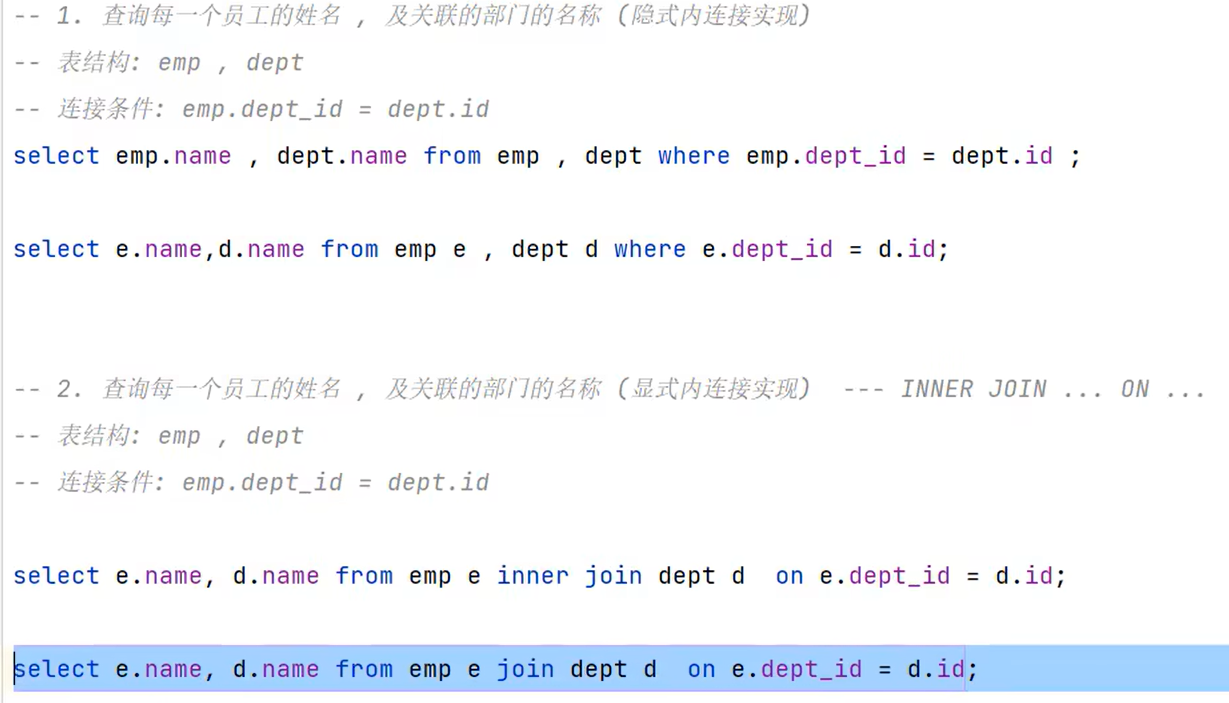 -- 1. 查询每一个员工的姓名 , 及关联的部门的名称 (隐式内连接实现)
-- 表结构: emp , dept
-- 连接条件: emp.dept_id = dept.id
select emp.name , dept.name from emp , dept where emp.dept_id = dept.id ;
select e.name,d.name from emp e , dept d where e.dept_id = d.id;
-- 2. 查询每一个员工的姓名 , 及关联的部门的名称 (显式内连接实现)  --- INNER JOIN ... ON ...
-- 表结构: emp , dept
-- 连接条件: emp.dept_id = dept.id
select e.name, d.name from emp e inner join dept d  on e.dept_id = d.id;
select e.name, d.name from emp e join dept d  on e.dept_id = d.id;